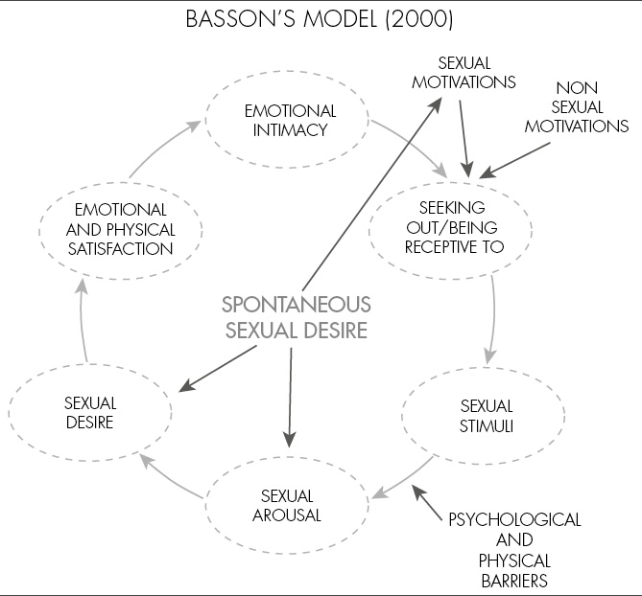 BASSON'S MODEL (2000)
SEXUAL
MOTIVATIONS
NON
SEXUAL
MOTIVATIONS
EMOTIONAL
INTIMACY
SEEKING
OUT/BEING
RECEPTIVE TO
EMOTIONAL
AND PHYSICAL
SATISFACTION
SPONTANEOUS
SEXUAL DESIRE
SEXUAL
DESIRE
SEXUAL
STIMULI
SEXUAL
AROUSAL
PSYCHOLOGICAL
AND
PHYSICAL
BARRIERS